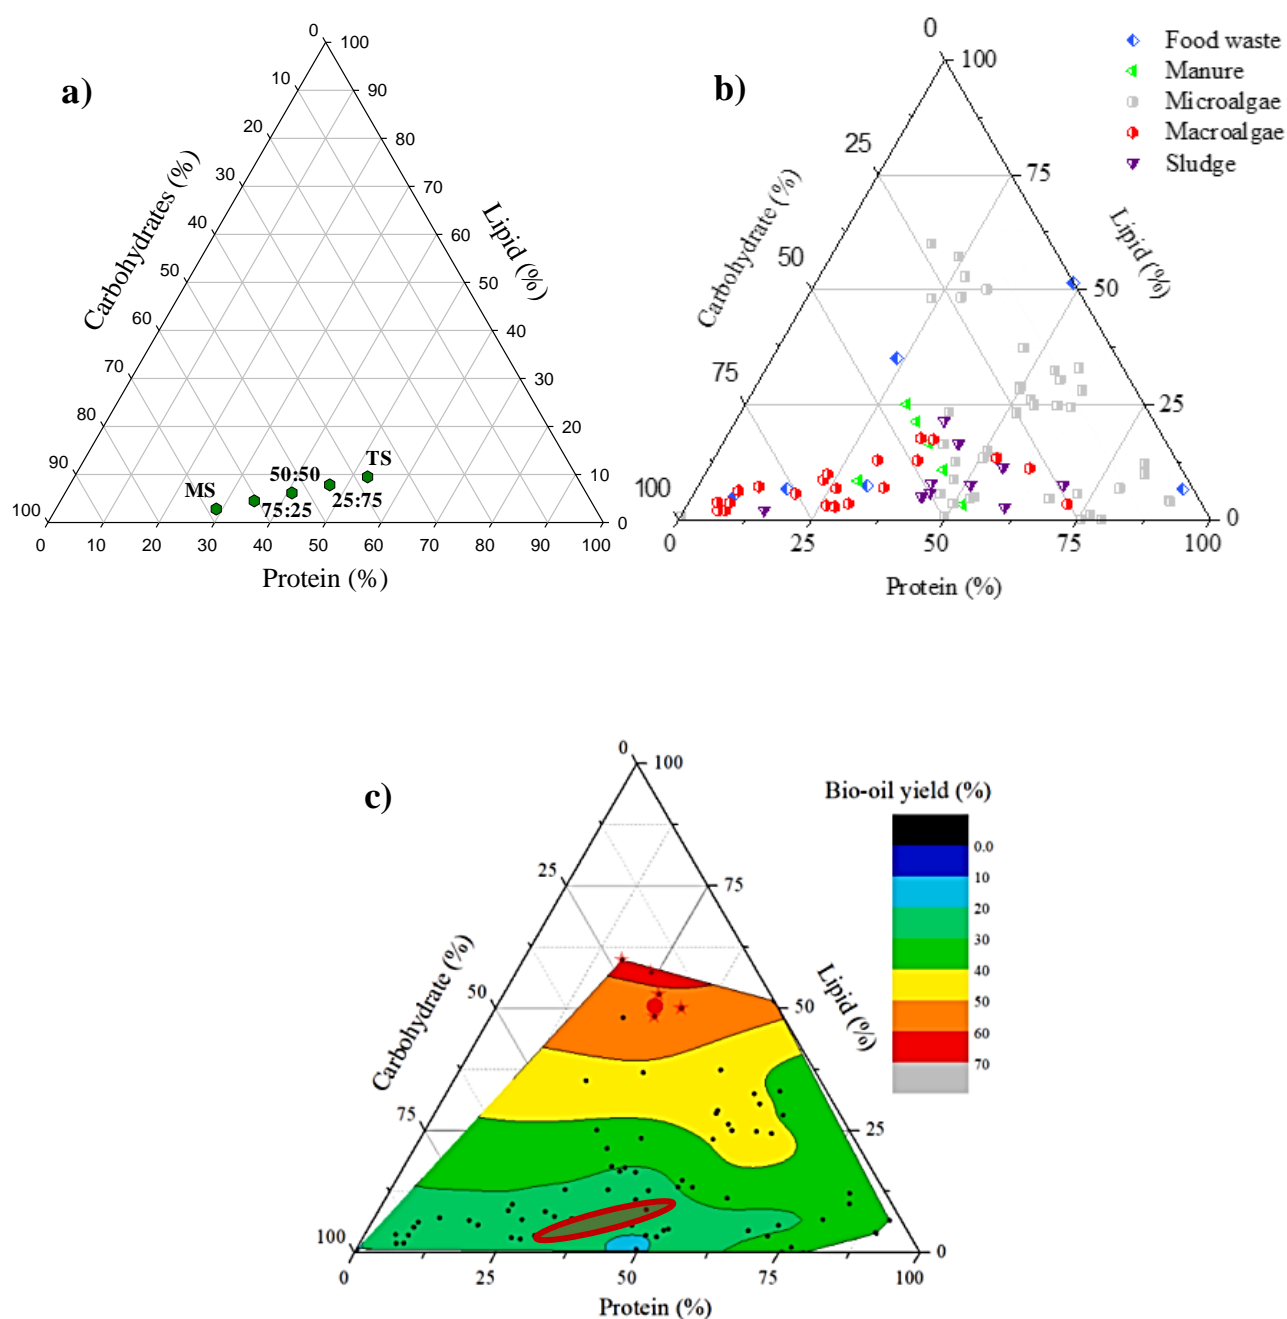 a)
0
100
10
90
20
80
30
70
40
60
50
50
60
40
70
30
80
20
90
10
100
0
Carbohydrates (%)
Lipid (%)
MS
75:25
50:50
25:75
TS
0 10 20 30 40 50 60 70 80 90 100
Protein (%)
b)
0
100
25
75
50
50
75
25
100
0
Carbohydrate (%)
Lipid (%)
0 25 50 75 100
Protein (%)
Food waste
Manure
Microalgae
Macroalgae
Sludge
c)
0
100
25
75
50
50
75
25
100
0
Carbohydrate (%)
Lipid (%)
0 25 50 75 100
Protein (%)
Bio-oil yield (%)
0.0
10
20
30
40
50
60
70